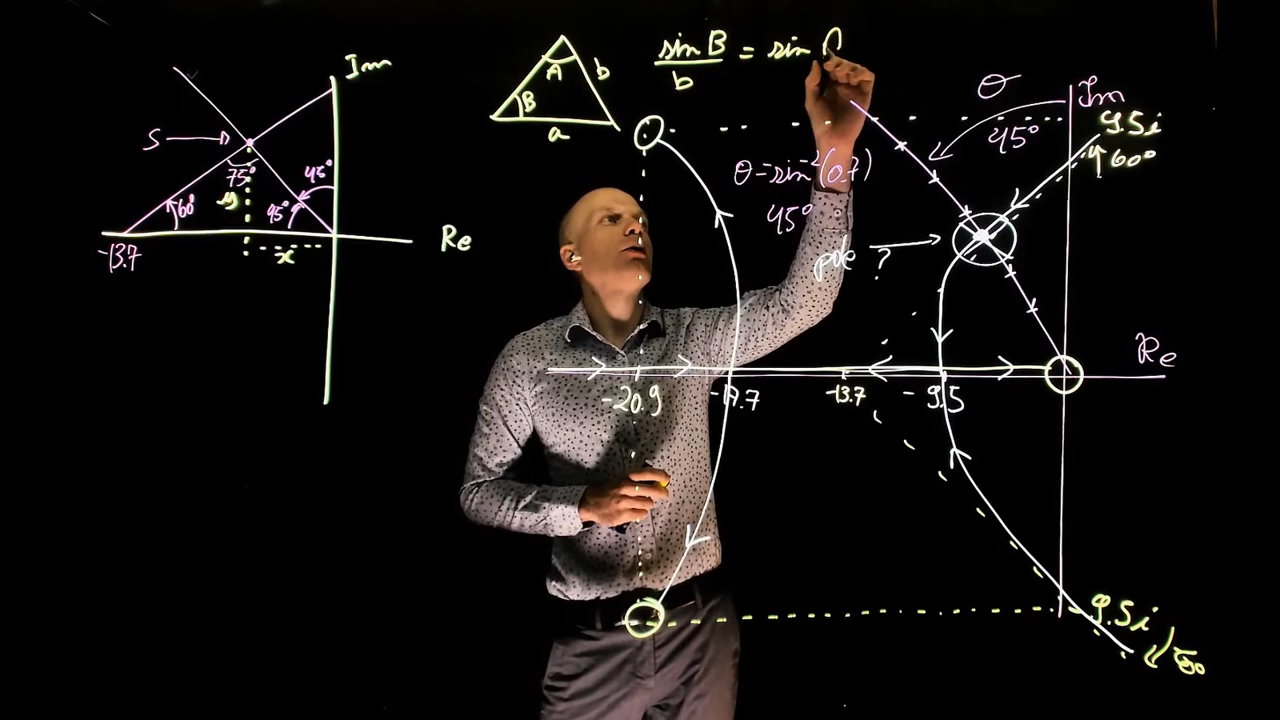 Im
S
75°
45°
60°
y
45°
-13.7
x
Re
A
B
b
a
sin B / b = sin
θ
Im
45°
9.5i
60°
θ=sin⁻¹(0.7)
45°
pole ?
Re
-20.9
-17.7
-13.7
-9.5
-9.5i